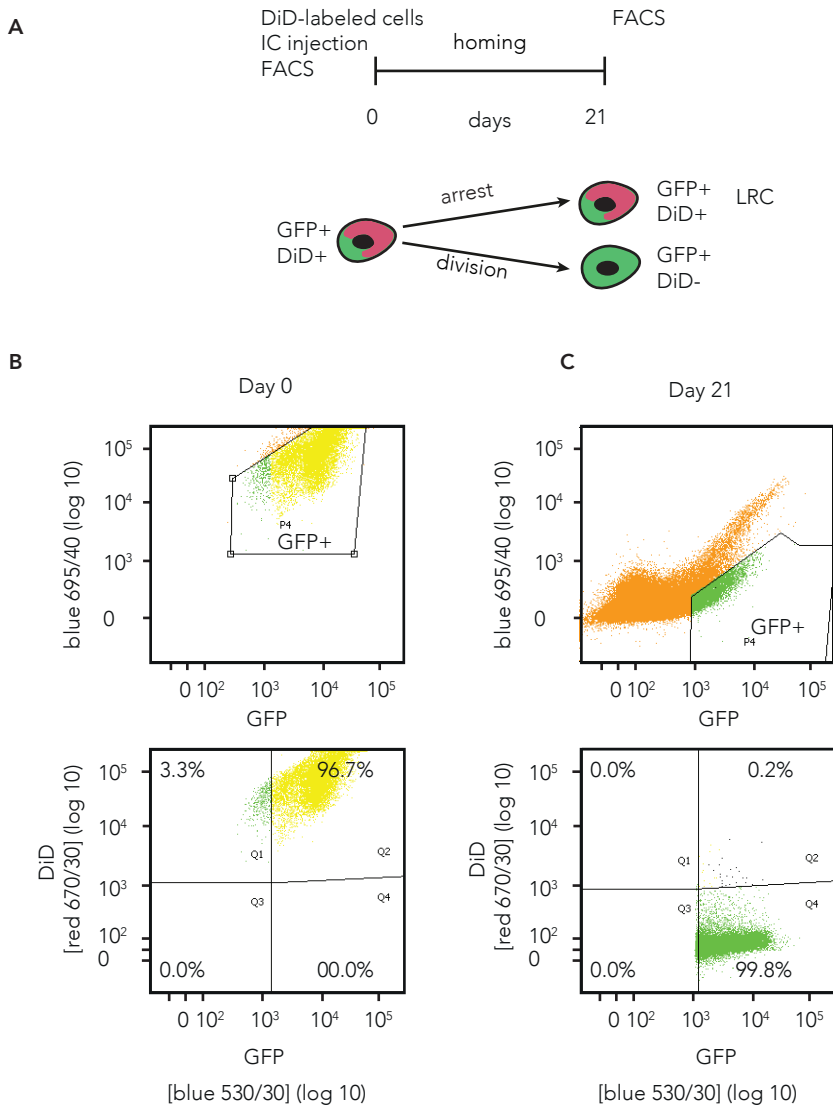 A
DiD-labeled cells
IC injection
FACS
homing
FACS
0
days
21
GFP+
DiD+
arrest
division
GFP+
DiD+
LRC
GFP+
DiD-
B
Day 0
blue 695/40 (log 10)
10⁵
10⁴
10³
0
P4
GFP+
0 10² 10³ 10⁴ 10⁵
GFP
DiD
[red 670/30] (log 10)
10⁵
10⁴
10³
10²
0
3.3%
96.7%
Q1
Q2
Q3
Q4
0.0%
00.0%
0 10² 10³ 10⁴ 10⁵
GFP
[blue 530/30] (log 10)
C
Day 21
blue 695/40 (log 10)
10⁵
10⁴
10³
0
GFP+
P4
0 10² 10³ 10⁴ 10⁵
GFP
DiD
[red 670/30] (log 10)
10⁵
10⁴
10³
10²
0
0.0%
0.2%
Q1
Q2
Q3
Q4
0.0%
99.8%
0 10² 10³ 10⁴ 10⁵
GFP
[blue 530/30] (log 10)